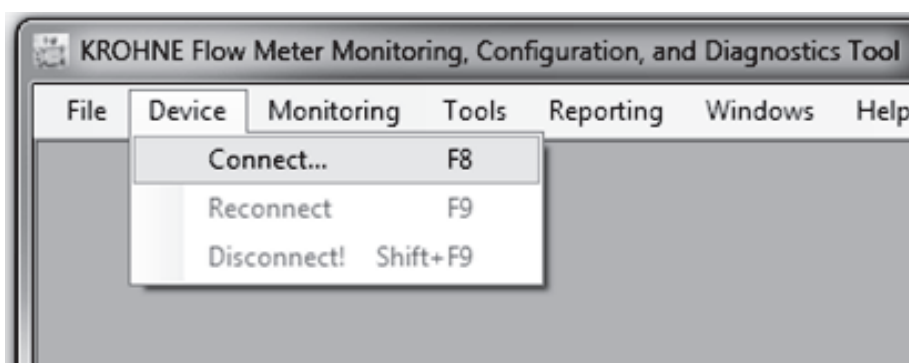 KROHNE Flow Meter Monitoring, Configuration, and Diagnostics Tool
File Device Monitoring Tools Reporting Windows Help
Connect... F8
Reconnect F9
Disconnect! Shift+F9